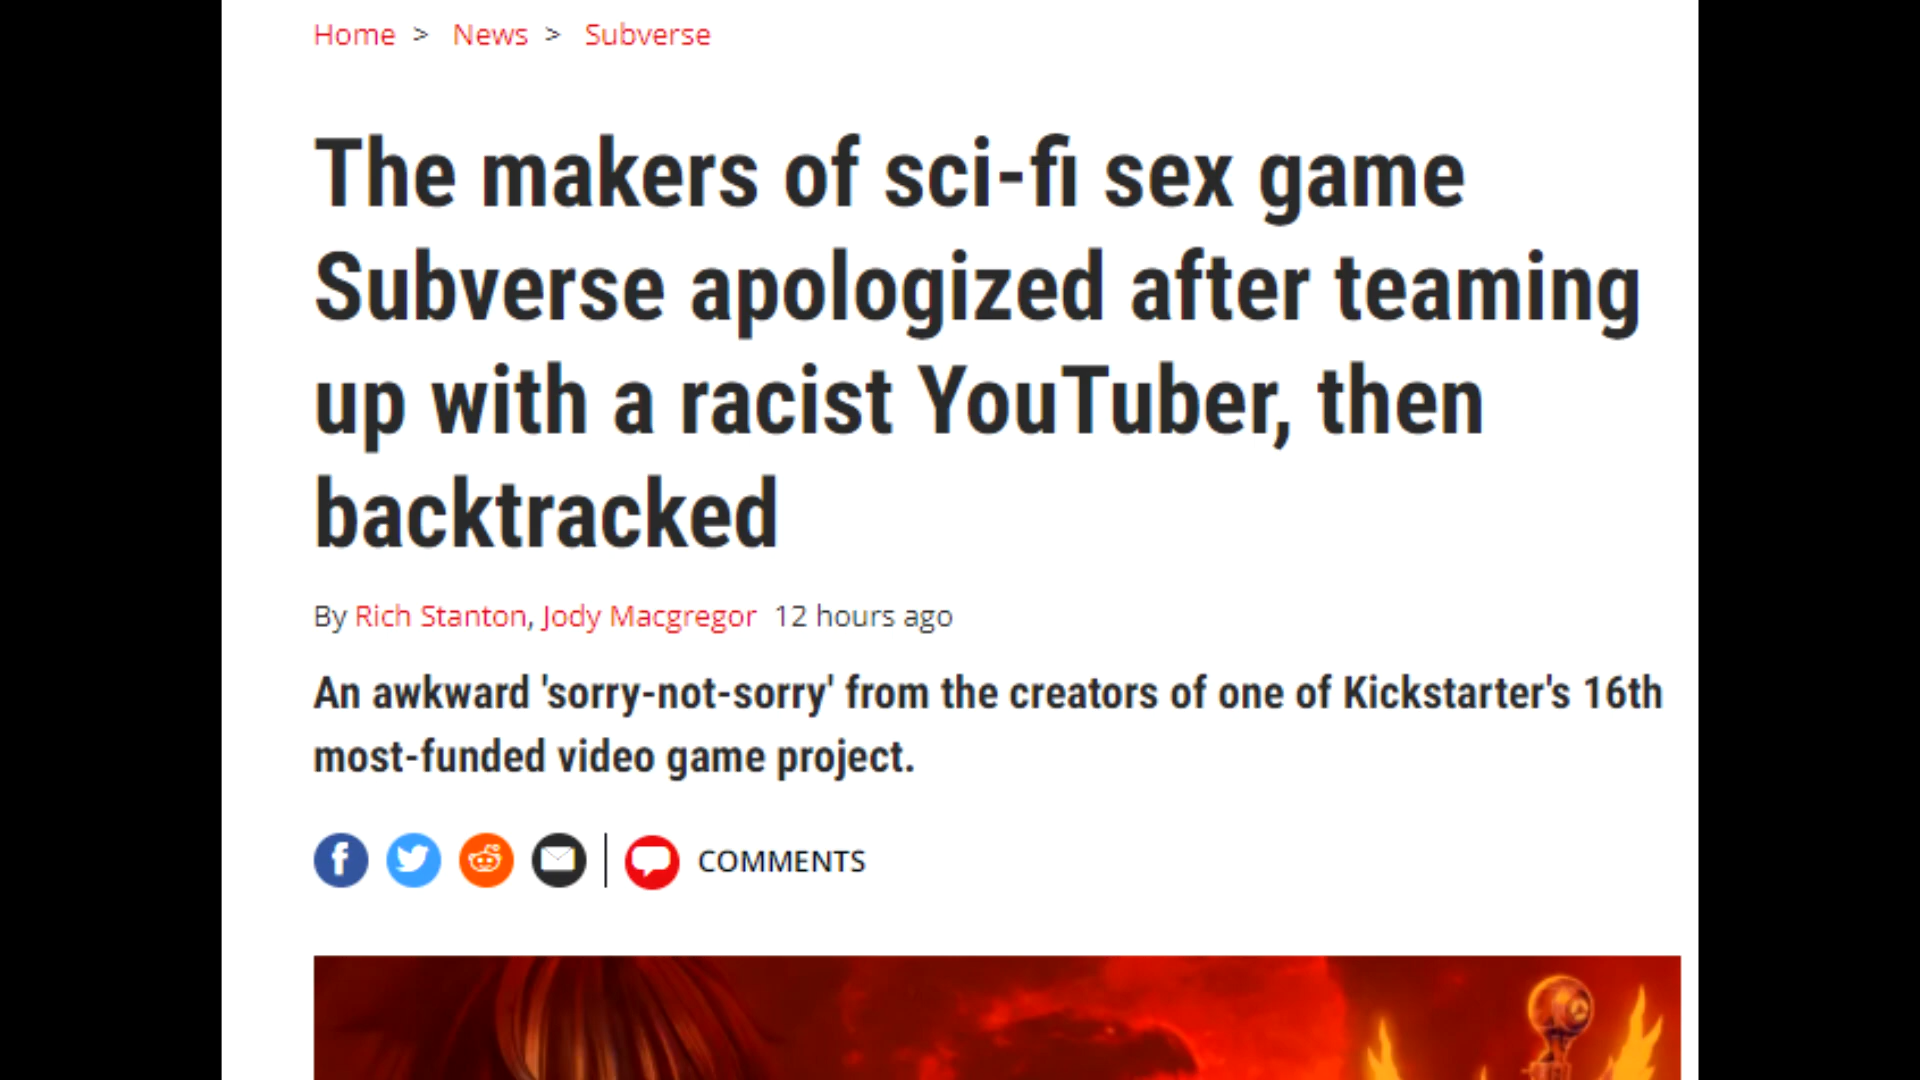 Home > News > Subverse
The makers of sci-fi sex game
Subverse apologized after teaming
up with a racist YouTuber, then
backtracked
By Rich Stanton, Jody Macgregor 12 hours ago
An awkward 'sorry-not-sorry' from the creators of one of Kickstarter's 16th
most-funded video game project.
COMMENTS